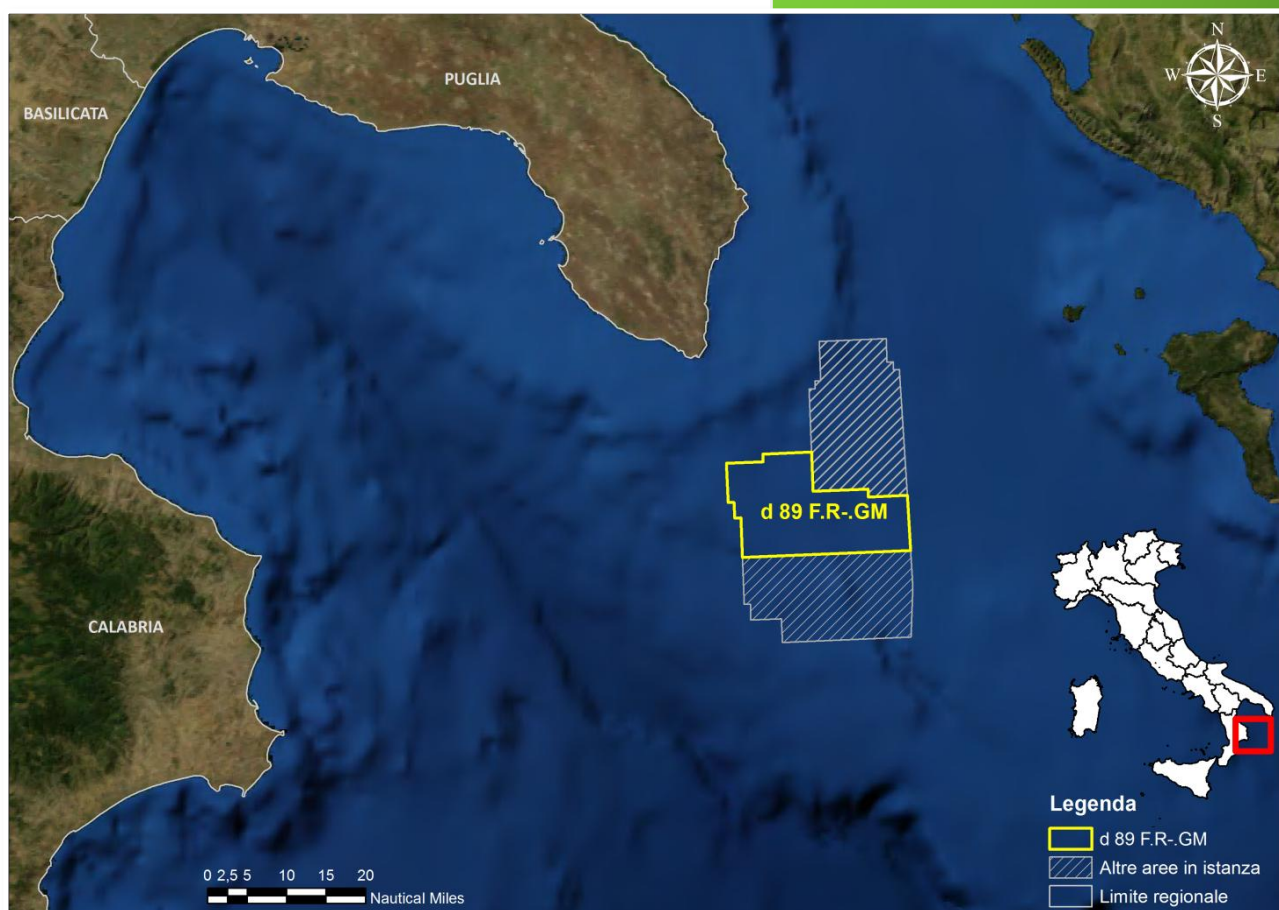 N
W E
S
PUGLIA
BASILICATA
d 89 F.R-.GM
CALABRIA
Legenda
d 89 F.R-.GM
Altre aree in istanza
Limite regionale
0 2,5 5 10 15 20
Nautical Miles